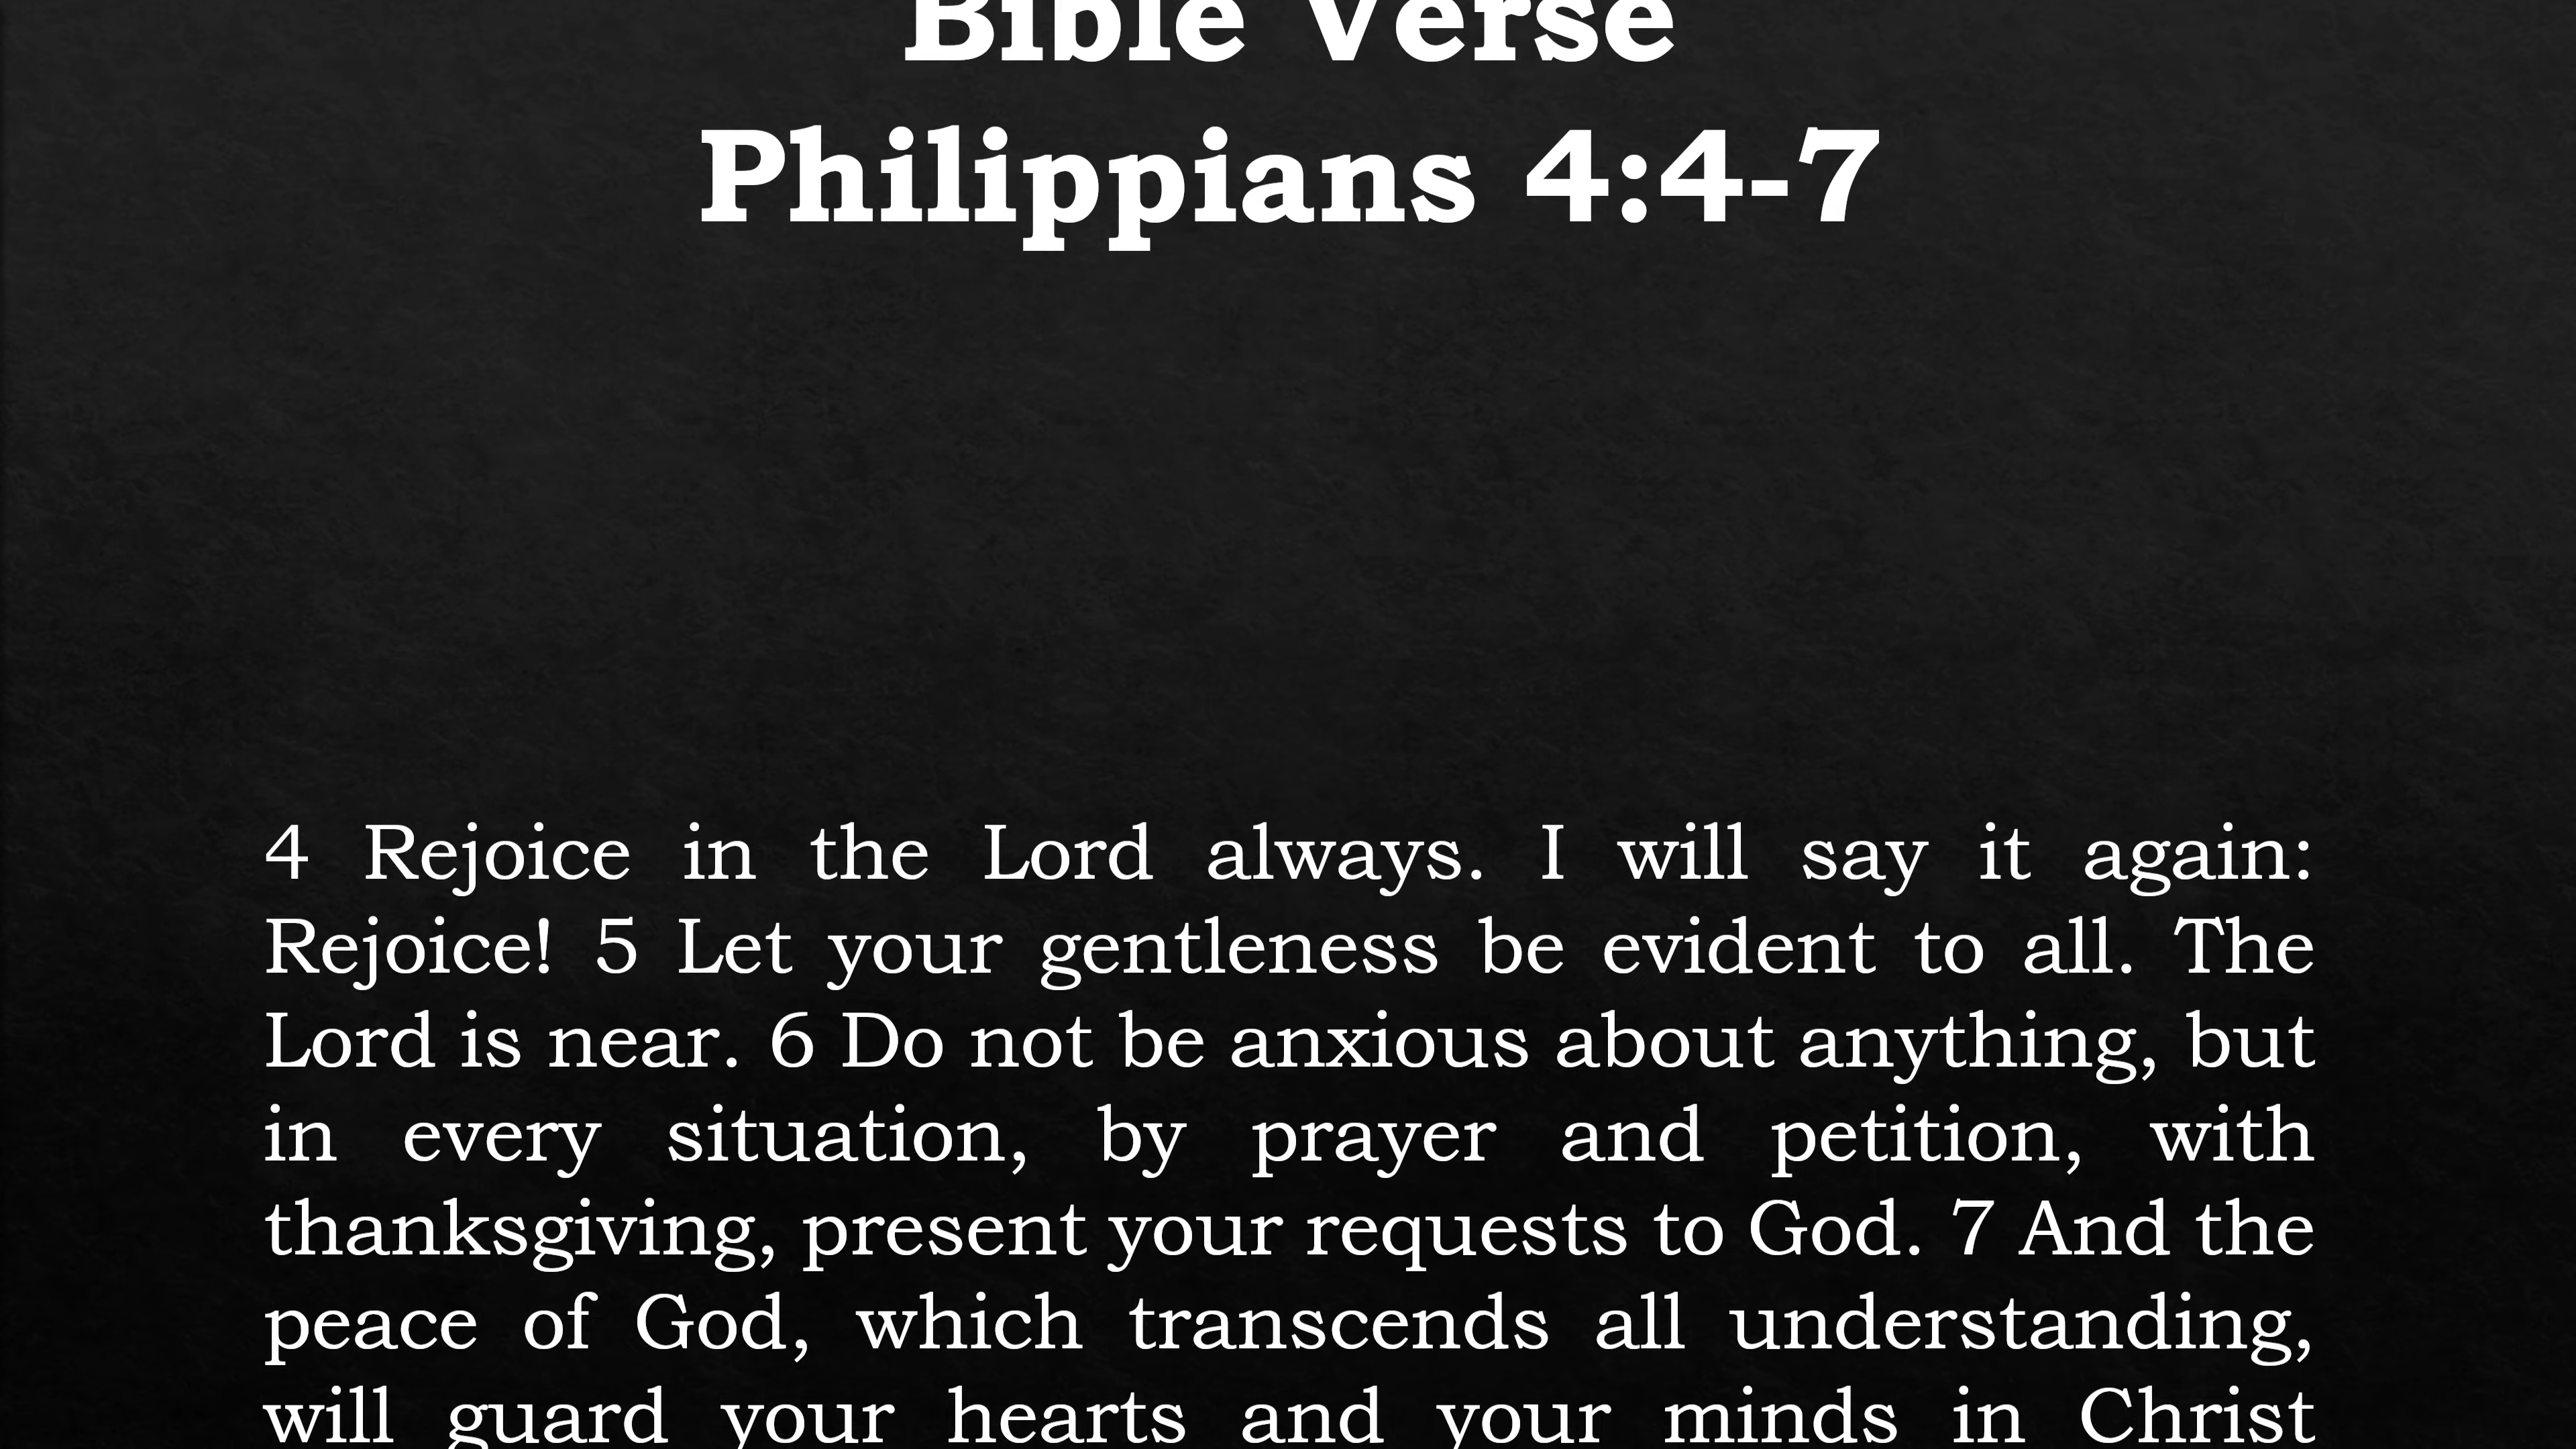 Bible Verse
Philippians 4:4-7
4 Rejoice in the Lord always. I will say it again:
Rejoice! 5 Let your gentleness be evident to all. The
Lord is near. 6 Do not be anxious about anything, but
in every situation, by prayer and petition, with
thanksgiving, present your requests to God. 7 And the
peace of God, which transcends all understanding,
will guard your hearts and your minds in Christ